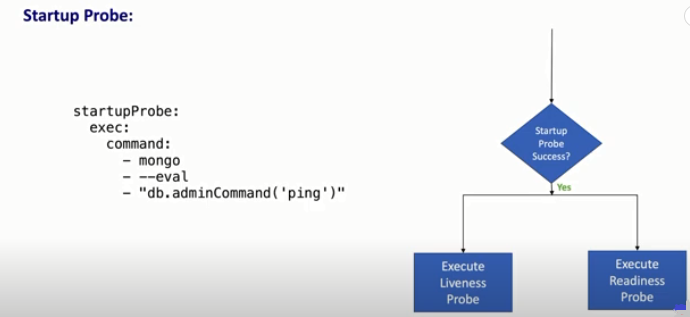 Startup Probe:
startupProbe:
exec:
command:
- mongo
- --eval
- "db.adminCommand('ping')"
Startup
Probe
Success?
Yes
Execute
Liveness
Probe
Execute
Readiness
Probe